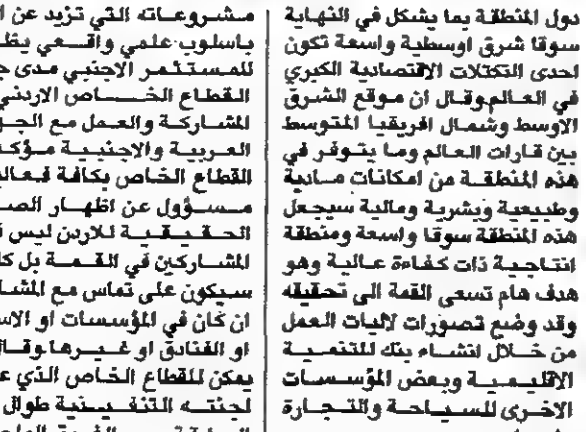 دول المنطقة بما يشكل في النهاية
سوقا شرق اوسطية واسعة تكون
احدى التكتلات الاقتصادية الكبرى
في العالم.وقال ان موقع الشرق
الاوسط وشمال افريقيا المتوسط
بين قارات العالم وما يتوفر في
هذه المنطقة من امكانات مادية
وطبيعية وبشرية ومالية سيجعل
هذه المنطقة سوقا واسعة ومنطقة
انتاجية ذات كفاءة عالية وهو
هدف هام تسعى القمة الى تحقيقه
وقد وضع تصورات لآليات العمل
من خلال انشاء بنك للتنمية
الاقليمية وبعض المؤسسات
الاخرى للسياحة والتجارة
مشروعاته التي تزيد عن
باسلوب علمي واقعي
للمستثمر الاجنبي مدى
القطاع الخاص الاردني
المشاركة والعمل مع
العربية والاجنبية
القطاع الخاص بكافة
مسؤول عن اظهار
الحقيقية للاردن ليس
المشاركين في القمة بل
سيكون على تماس مع
ان كان في المؤسسات او
او الفنادق او غيرها.
يمكن للقطاع الخاص الذي
لجنته التنفيذية طوال